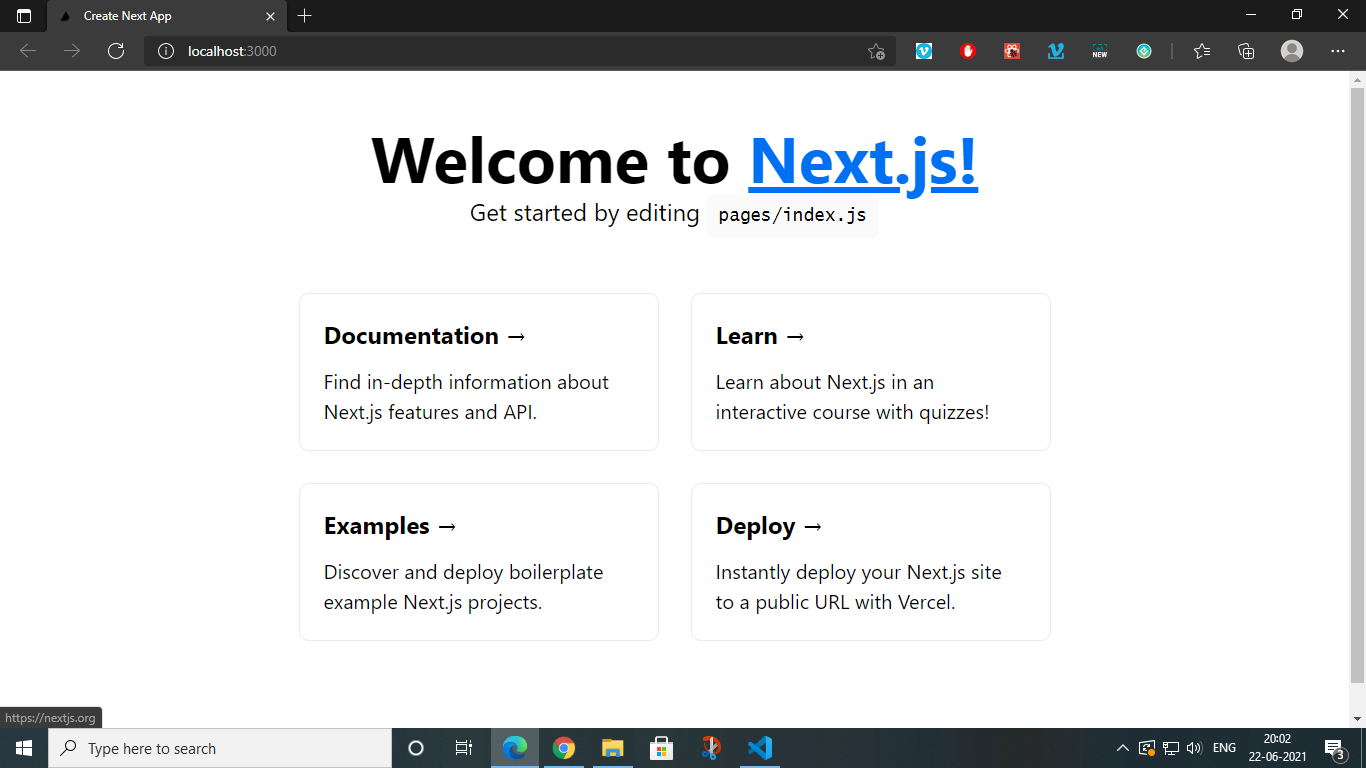 Create Next App
localhost:3000
NEW
Welcome to Next.js!
Get started by editing pages/index.js
Documentation →
Find in-depth information about
Next.js features and API.
Learn →
Learn about Next.js in an
interactive course with quizzes!
Examples →
Discover and deploy boilerplate
example Next.js projects.
Deploy →
Instantly deploy your Next.js site
to a public URL with Vercel.
https://nextjs.org
Type here to search
ENG
20:02
22-06-2021
3